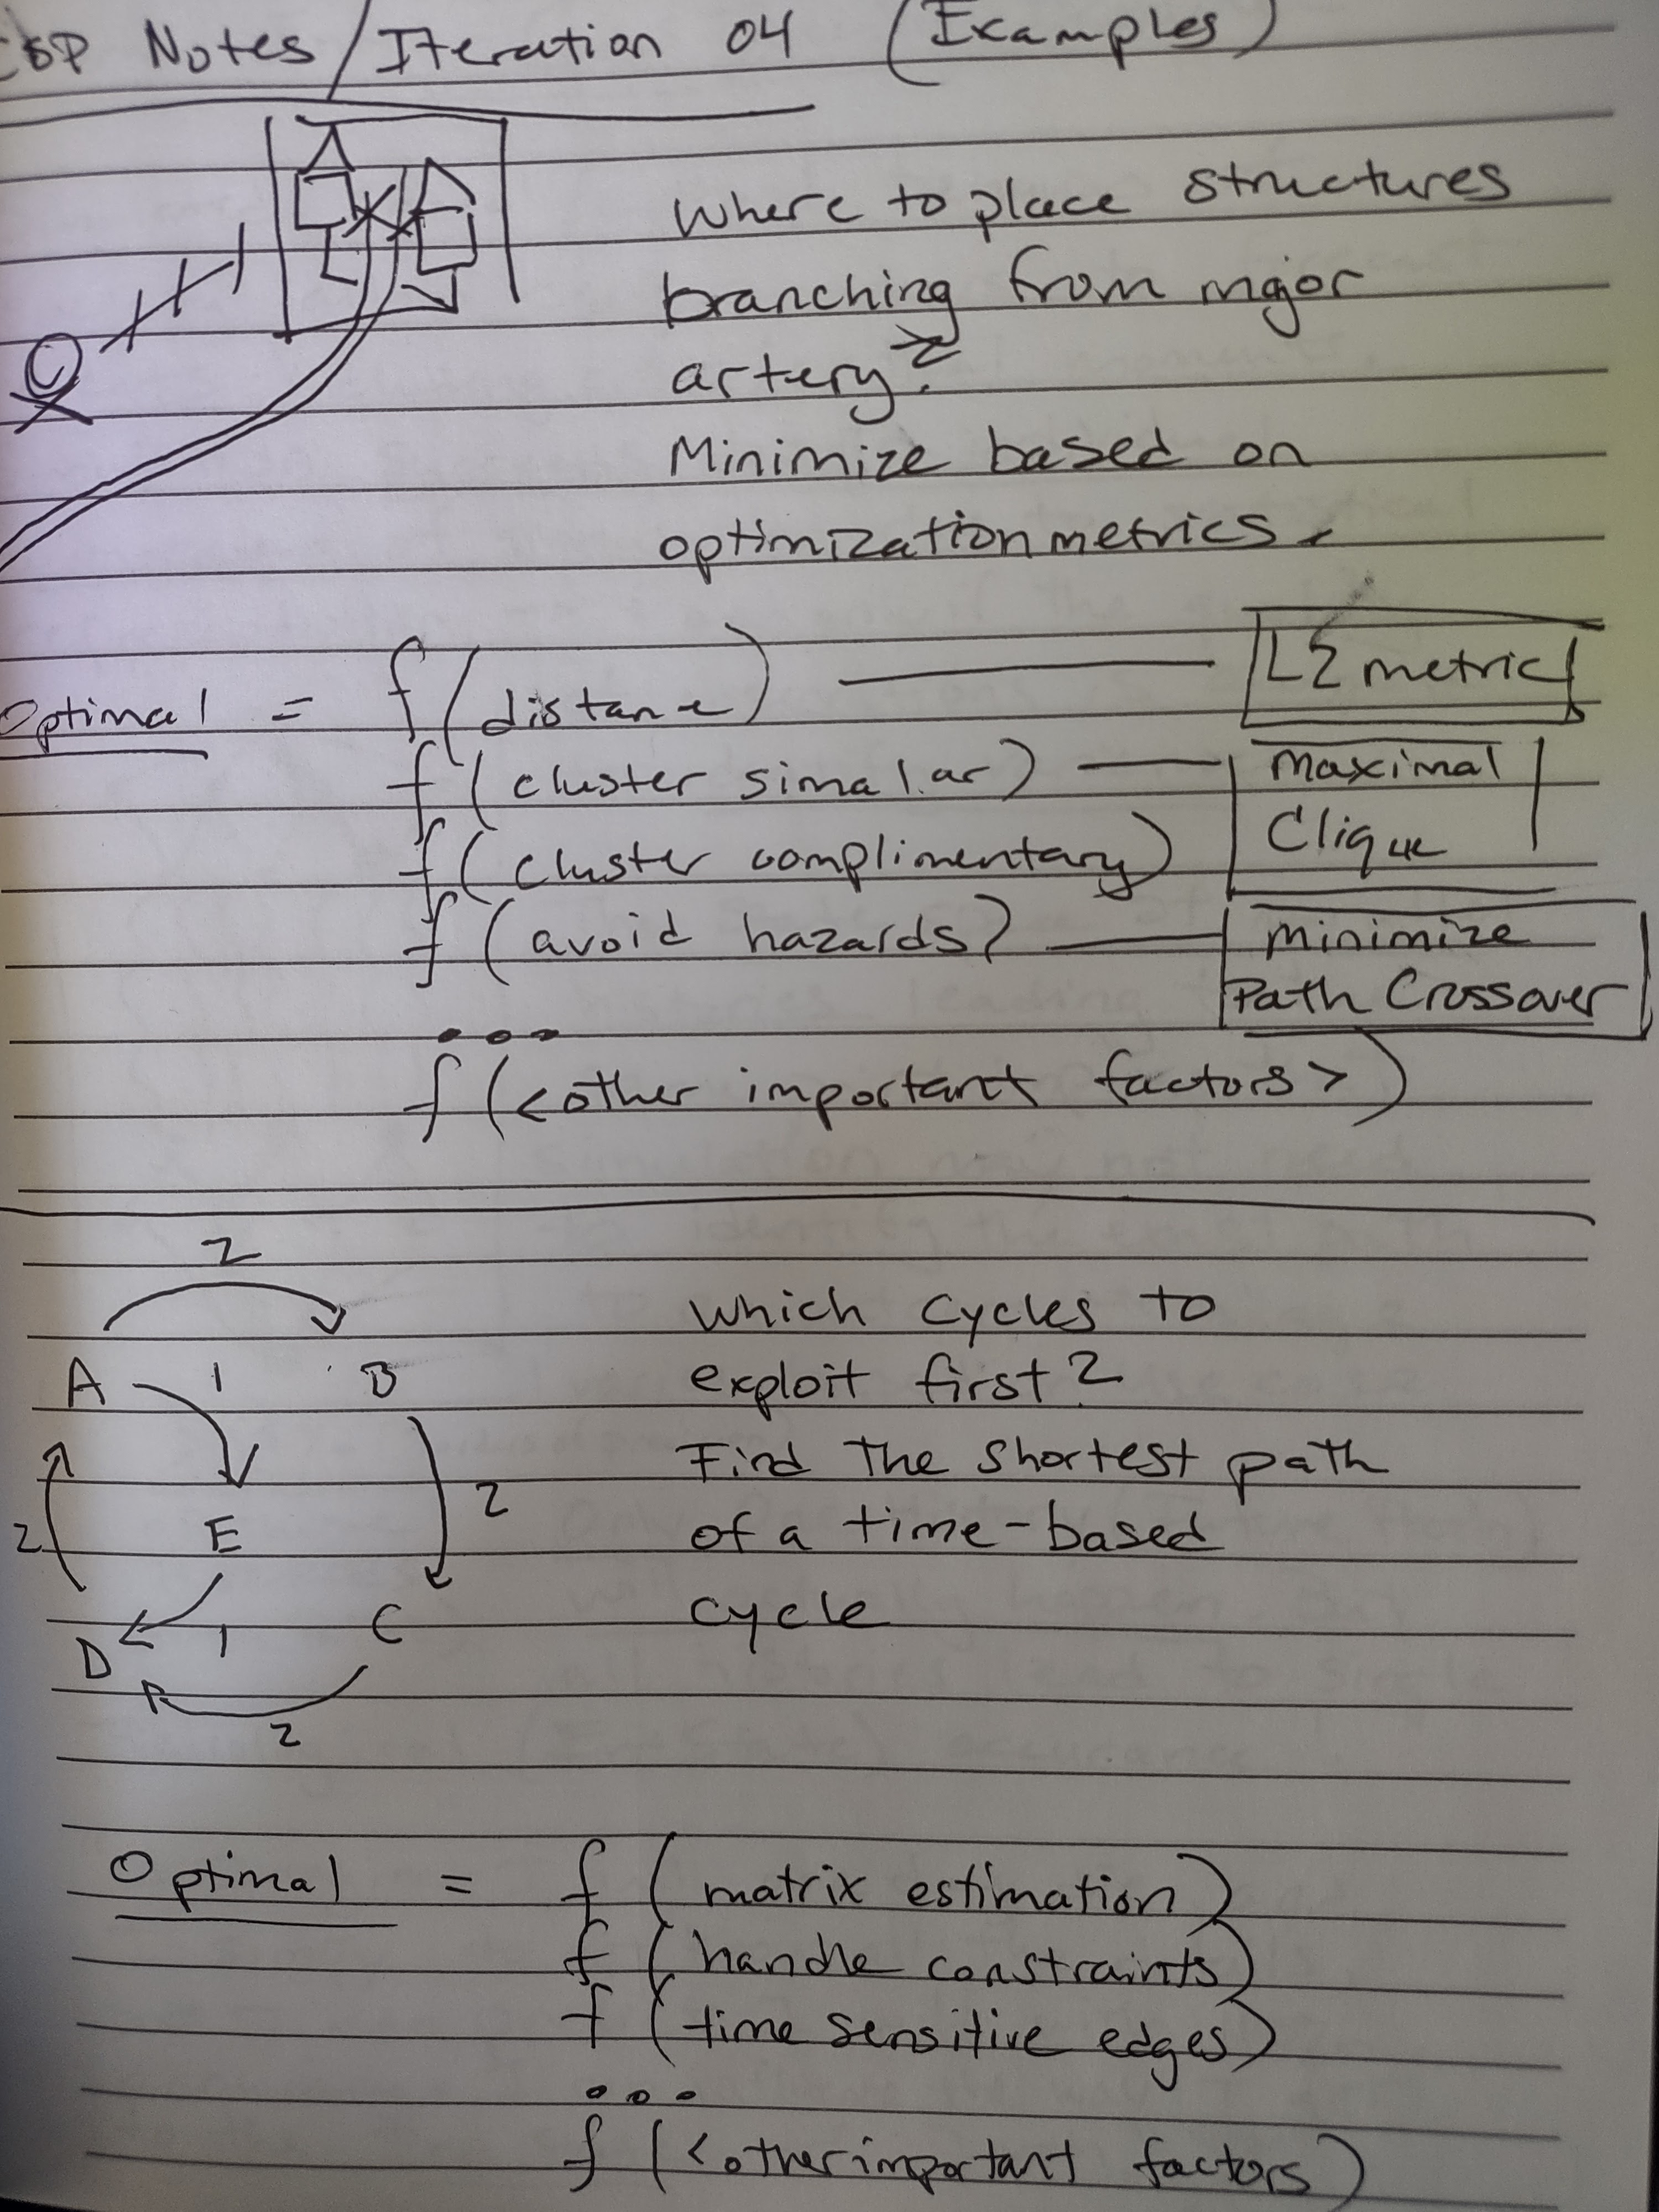 Notes / Iteration 04 (Examples)
Where to place structures
branching from major
artery?
Minimize based on
optimization metrics.
Optimal = f (distance) — L2 metric
f (cluster simalar) — Maximal
Clique
f (cluster complimentary)
f (avoid hazards) — Minimize
Path Crossover
...
f (<other important factors>)
2
A 1 B
2
2
E
D 1 C
2
Which cycles to
exploit first?
Find the shortest path
of a time-based
cycle
Optimal = f (matrix estimation)
f (handle constraints)
f (time sensitive edges)
...
f (<other important factors)